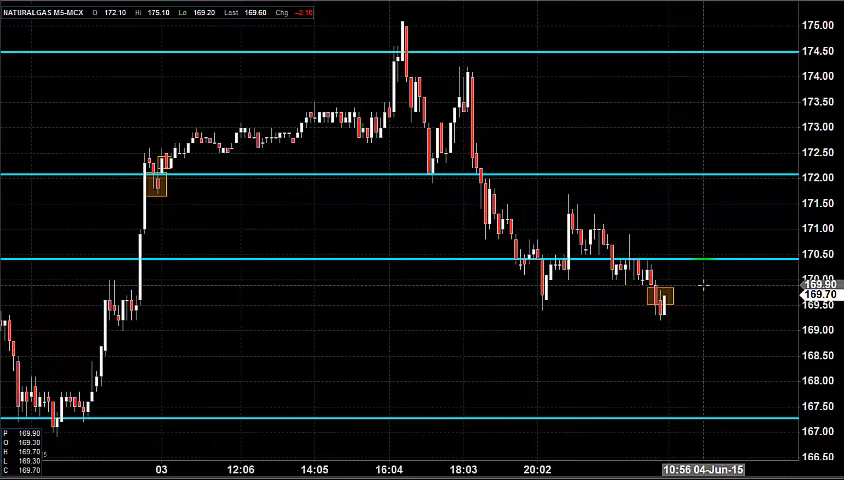 NATURALGAS M5-MCX O 172.10 Hi 175.10 Lo 169.20 Last 169.60 Chg -2.10
175.00
174.50
174.00
173.50
173.00
172.50
172.00
171.50
171.00
170.50
170.00
169.90
169.70
169.50
169.00
168.50
168.00
167.50
167.00
166.50
P 169.90
O 169.30
H 169.70
L 169.30
C 169.70
03 12:06 14:05 16:04 18:03 20:02 10:56 04-Jun-15